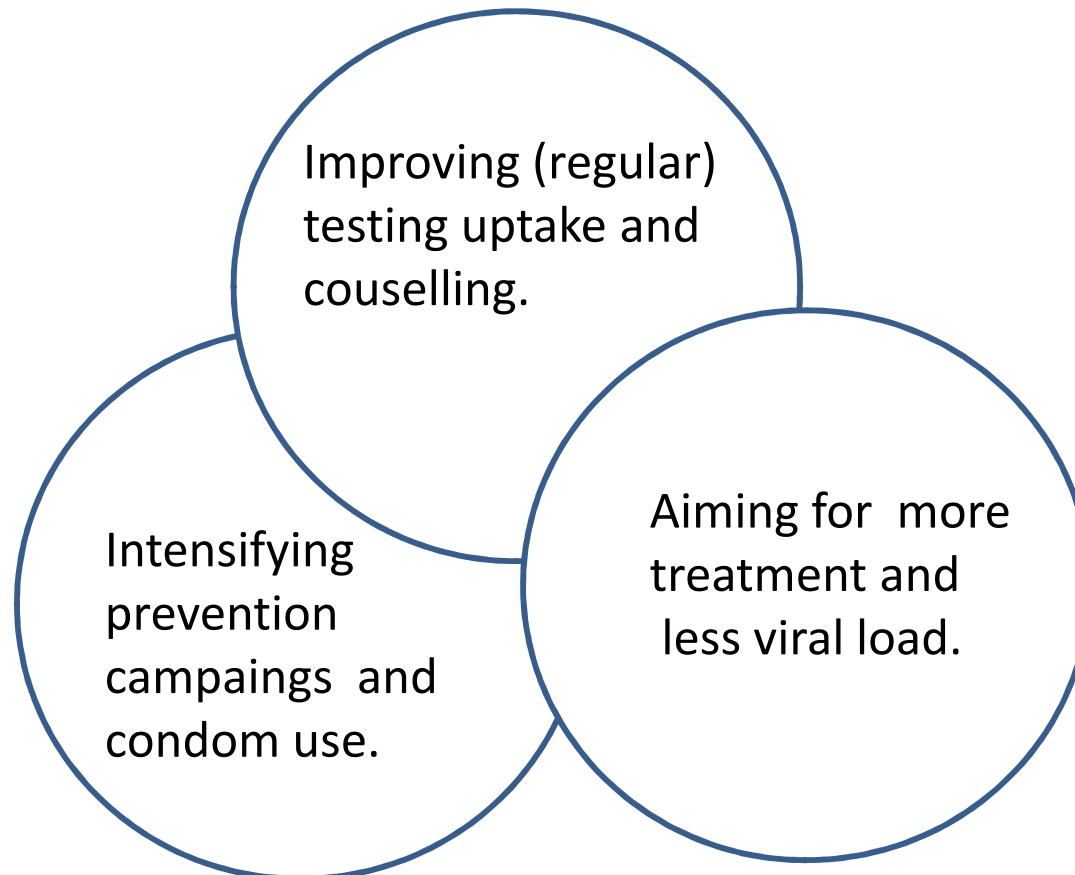 Improving (regular)
testing uptake and
couselling.
Intensifying
prevention
campaings  and
condom use.
Aiming for  more
treatment and
less viral load.